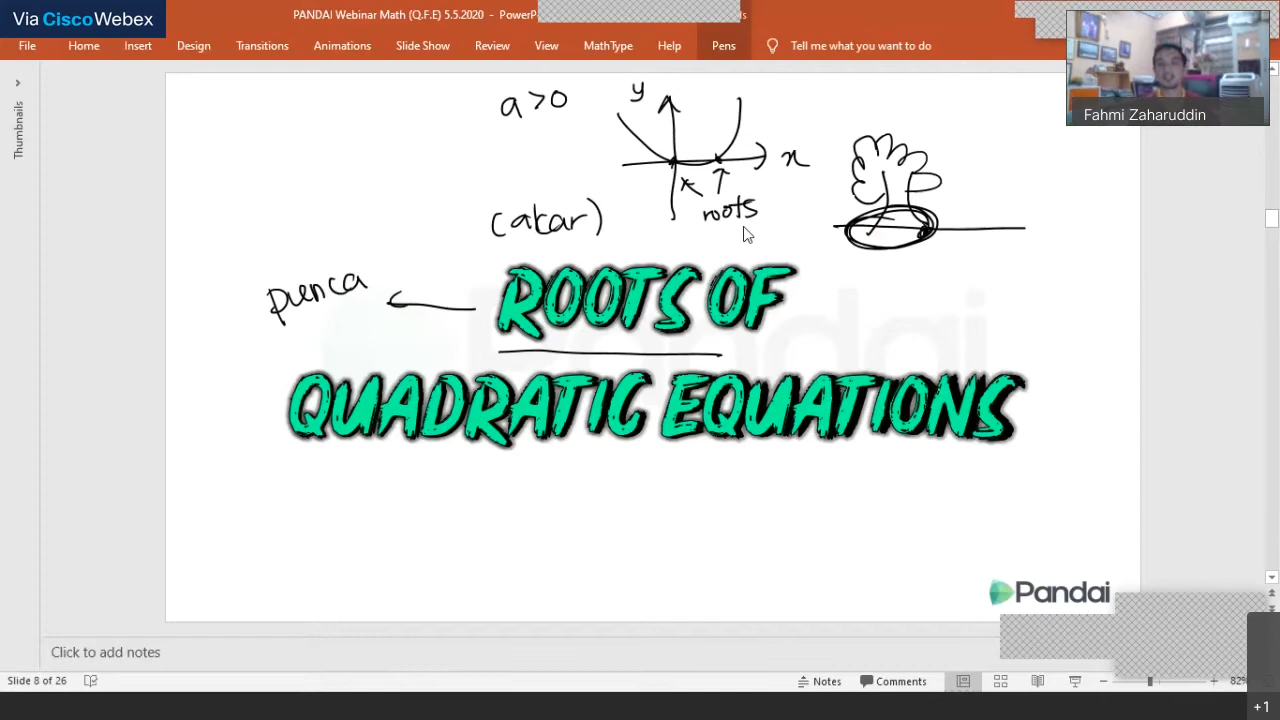 Via Cisco Webex
PANDAI Webinar Math (Q.F.E) 5.5.2020 - PowerP
File Home Insert Design Transitions Animations Slide Show Review View MathType Help Pens Tell me what you want to do
Fahmi Zaharuddin
Thumbnails
a > 0
y
x
(akar)
roots
punca
ROOTS OF
QUADRATIC EQUATIONS
Pandai
Pandai
Click to add notes
Slide 8 of 26
Notes
Comments
82%
+1